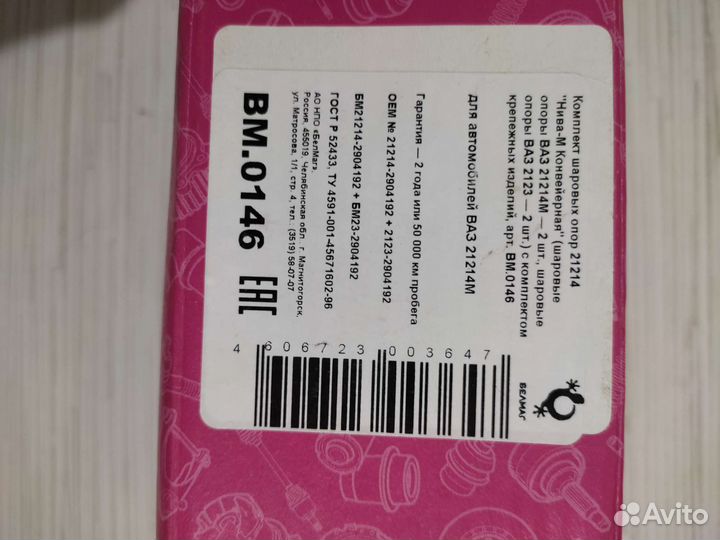 Комплект шаровых опор 21214
"Нива-М Конвейерная" (шаровые
опоры ВАЗ 21214М — 2 шт., шаровые
опоры ВАЗ 2123 — 2 шт.) с комплектом
крепежных изделий, арт. BM.0146
для автомобилей ВАЗ 21214М
Гарантия — 2 года или 50 000 км пробега
OEM № 21214-2904192 + 2123-2904192
БМ21214-2904192 + БМ23-2904192
ГОСТ Р 52433, ТУ 4591-001-45671602-96
АО НПО «БелМаг»,
Россия, 455019, Челябинская обл., г. Магнитогорск,
ул. Матросова, 1/1, стр. 4, тел.: (3519) 58-07-07
BM.0146
EAC
БЕЛМАГ
4 606723 003647
Avito